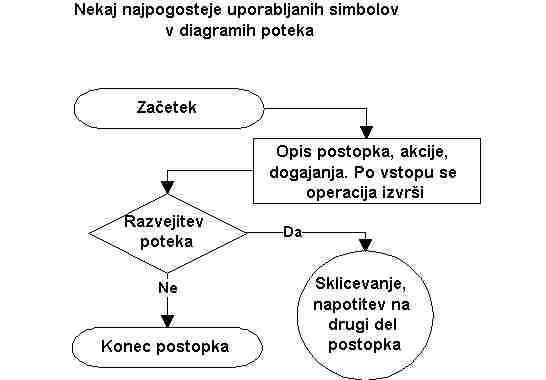 Nekaj najpogosteje uporabljanih simbolov
v diagramih poteka
Začetek
Opis postopka, akcije,
dogajanja. Po vstopu se
operacija izvrši
Razvejitev
poteka
Da
Ne
Sklicevanje,
napotitev na
drugi del
postopka
Konec postopka